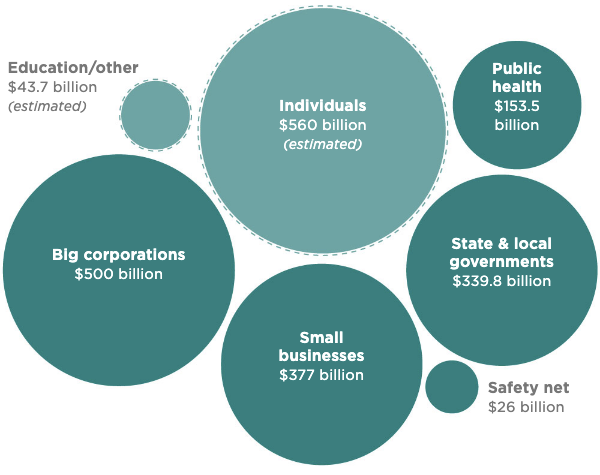 Education/other
$43.7 billion
(estimated)
Individuals
$560 billion
(estimated)
Public
health
$153.5
billion
Big corporations
$500 billion
State & local
governments
$339.8 billion
Small
businesses
$377 billion
Safety net
$26 billion